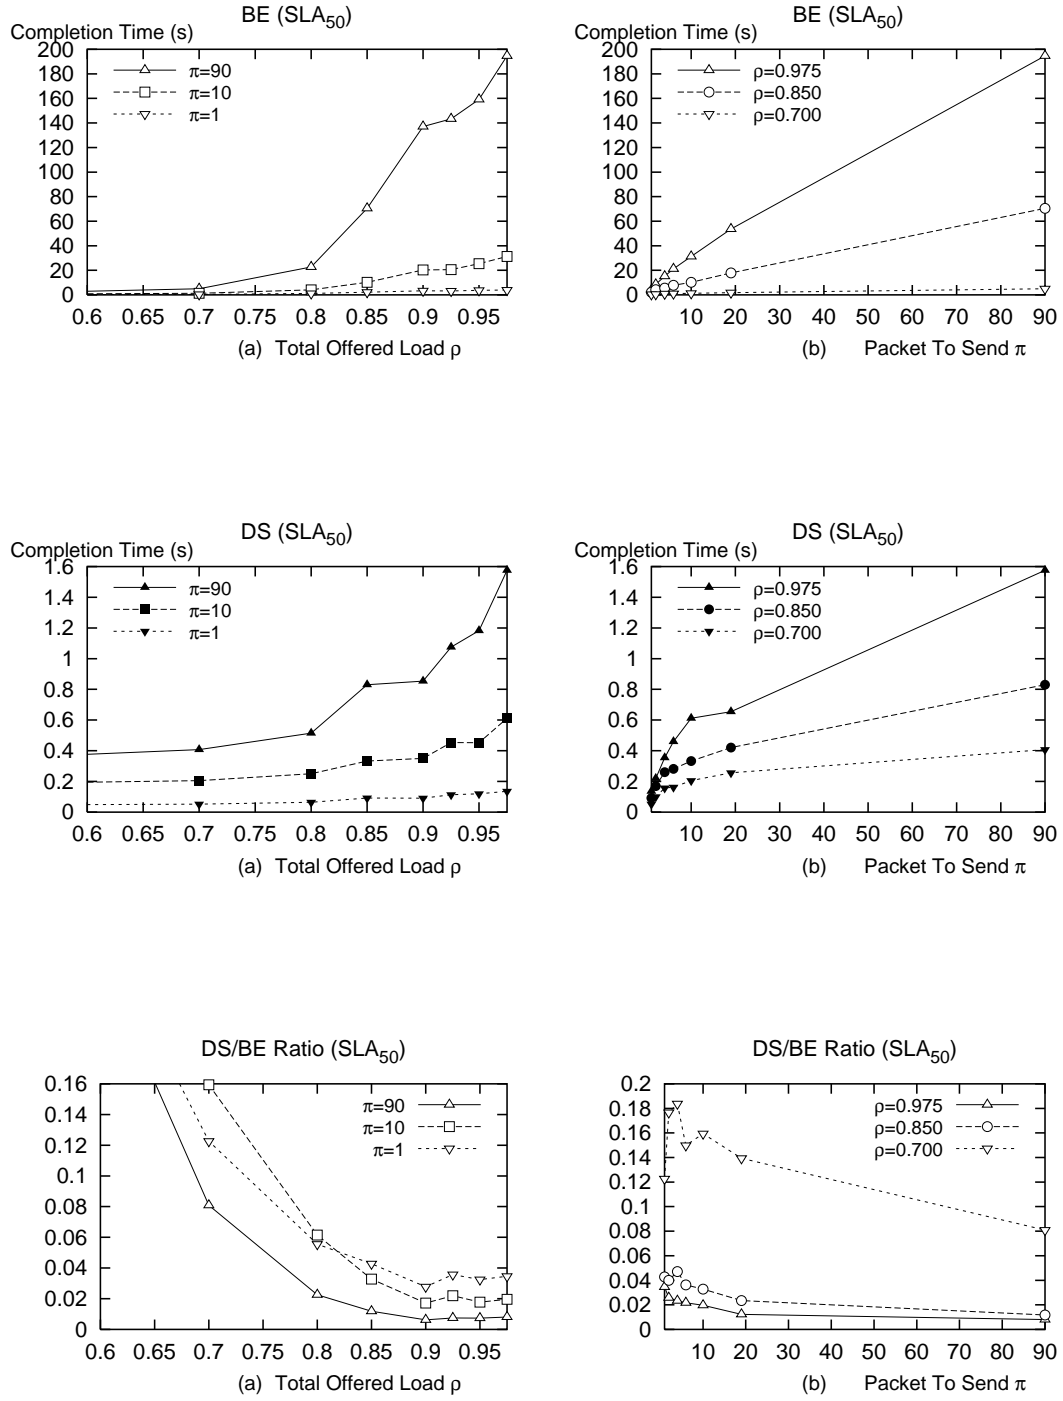 BE (SLA50)
Completion Time (s)
200
180
160
140
120
100
80
60
40
20
0
π=90
π=10
π=1
0.6 0.65 0.7 0.75 0.8 0.85 0.9 0.95
(a) Total Offered Load ρ
BE (SLA50)
Completion Time (s)
200
180
160
140
120
100
80
60
40
20
0
ρ=0.975
ρ=0.850
ρ=0.700
10 20 30 40 50 60 70 80 90
(b) Packet To Send π
DS (SLA50)
Completion Time (s)
1.6
1.4
1.2
1
0.8
0.6
0.4
0.2
0
π=90
π=10
π=1
0.6 0.65 0.7 0.75 0.8 0.85 0.9 0.95
(a) Total Offered Load ρ
DS (SLA50)
Completion Time (s)
1.6
1.4
1.2
1
0.8
0.6
0.4
0.2
0
ρ=0.975
ρ=0.850
ρ=0.700
10 20 30 40 50 60 70 80 90
(b) Packet To Send π
DS/BE Ratio (SLA50)
0.16
0.14
0.12
0.1
0.08
0.06
0.04
0.02
0
π=90
π=10
π=1
0.6 0.65 0.7 0.75 0.8 0.85 0.9 0.95
(a) Total Offered Load ρ
DS/BE Ratio (SLA50)
0.2
0.18
0.16
0.14
0.12
0.1
0.08
0.06
0.04
0.02
0
ρ=0.975
ρ=0.850
ρ=0.700
10 20 30 40 50 60 70 80 90
(b) Packet To Send π